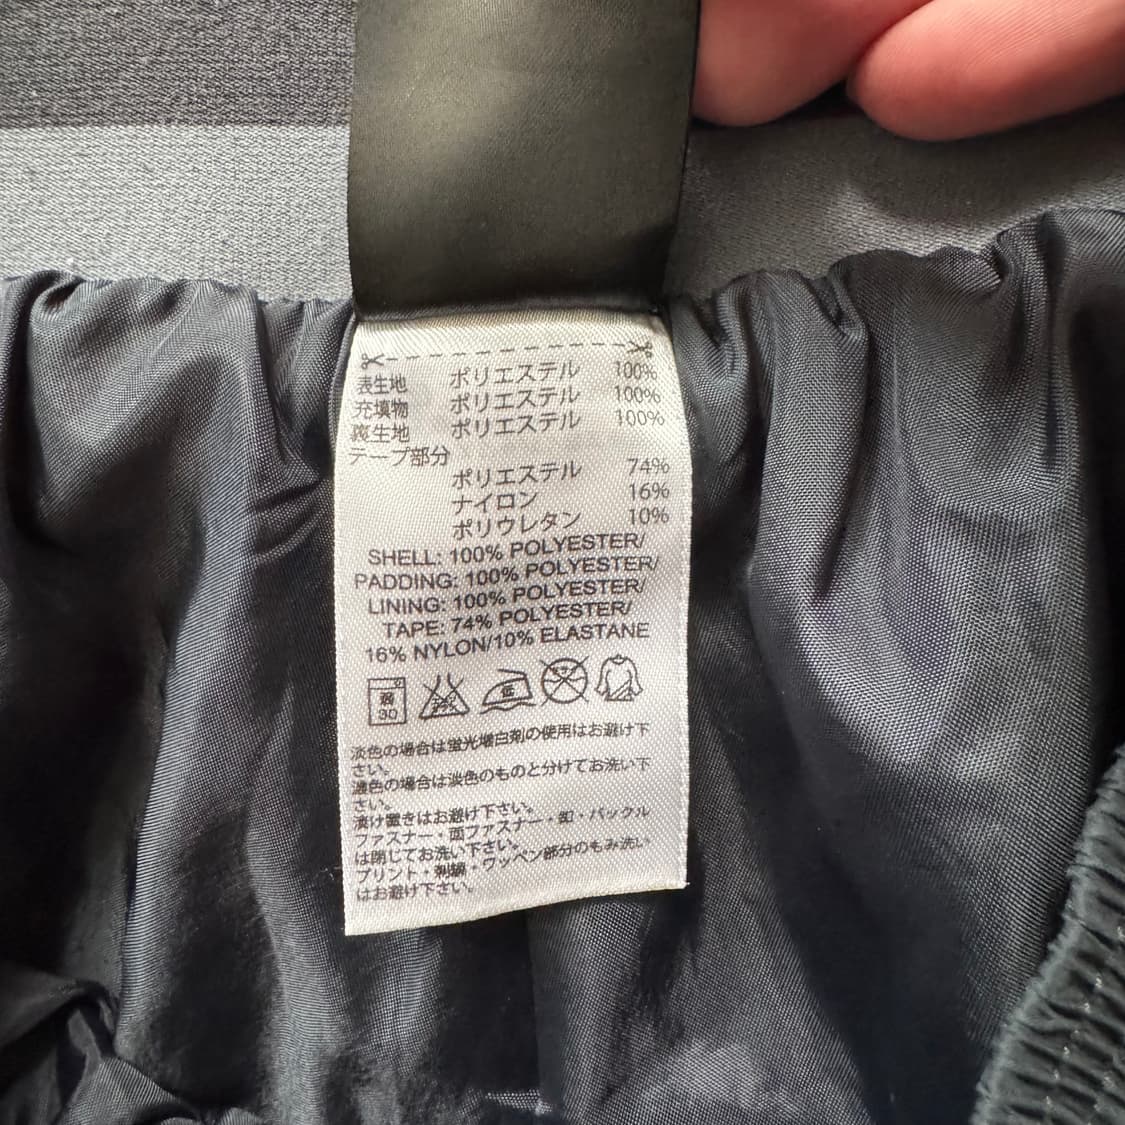 表生地 ポリエステル 100%
充填物 ポリエステル 100%
裏生地 ポリエステル 100%
テープ部分
ポリエステル 74%
ナイロン 16%
ポリウレタン 10%
SHELL: 100% POLYESTER/
PADDING: 100% POLYESTER/
LINING: 100% POLYESTER/
TAPE: 74% POLYESTER/
16% NYLON/10% ELASTANE
弱 30
淡色の場合は蛍光増白剤の使用はお避け下
さい。
濃色の場合は淡色のものと分けてお洗い下
さい。
漬け置きはお避け下さい。
ファスナー・面ファスナー・釦・バックル
は閉じてお洗い下さい。
プリント・刺繍・ワッペン部分のもみ洗い
はお避け下さい。